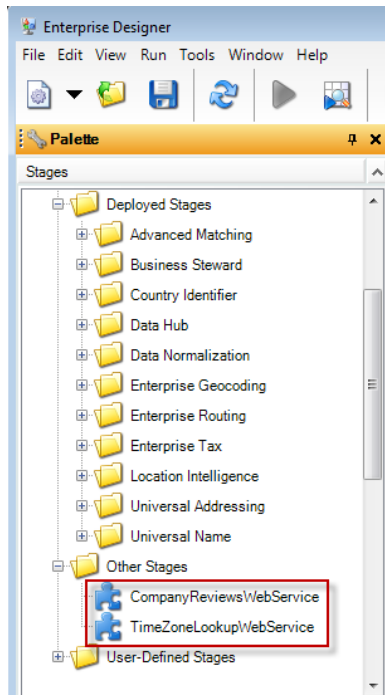 Enterprise Designer
File Edit View Run Tools Window Help
Palette
Stages
Deployed Stages
Advanced Matching
Business Steward
Country Identifier
Data Hub
Data Normalization
Enterprise Geocoding
Enterprise Routing
Enterprise Tax
Location Intelligence
Universal Addressing
Universal Name
Other Stages
CompanyReviewsWebService
TimeZoneLookupWebService
User-Defined Stages